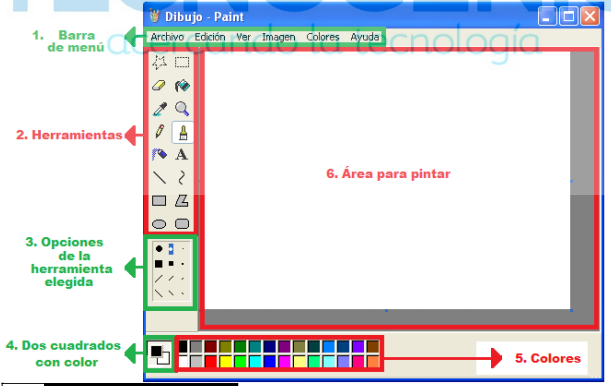 Dibujo - Paint
1. Barra
de menú
Archivo Edición Ver Imagen Colores Ayuda
acercando la tecnología
2. Herramientas
A
6. Área para pintar
3. Opciones
de la
herramienta
elegida
4. Dos cuadrados
con color
5. Colores